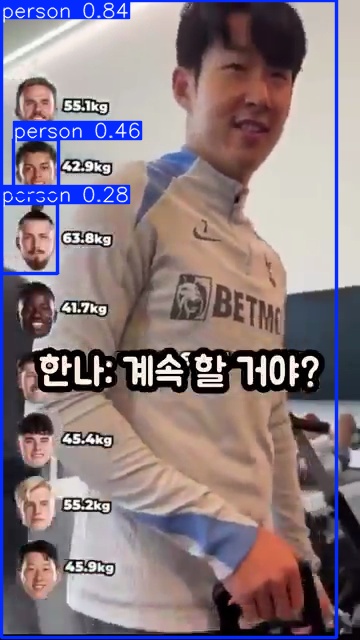 person 0.84
55.1kg
person 0.46
42.9kg
person 0.28
63.8kg
41.7kg
BETM
한나: 계속 할 거야?
45.4kg
55.2kg
45.9kg